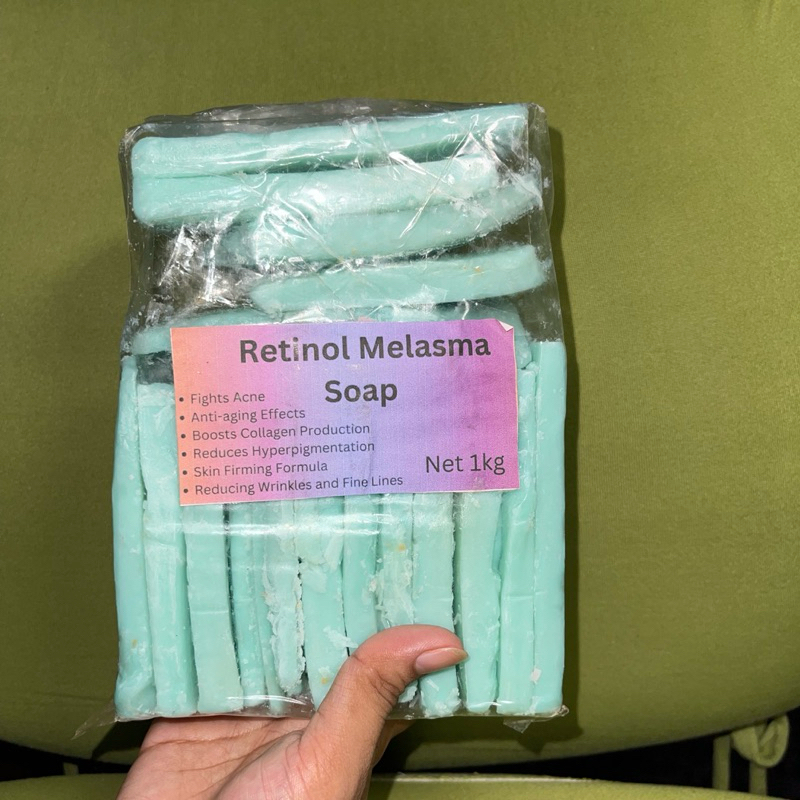 Retinol Melasma
Soap
• Fights Acne
• Anti-aging Effects
• Boosts Collagen Production
• Reduces Hyperpigmentation
• Skin Firming Formula
• Reducing Wrinkles and Fine Lines
Net 1kg